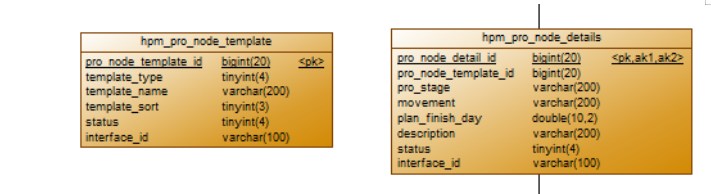 hpm_pro_node_template
pro_node_template_id bigint(20) <pk>
template_type tinyint(4)
template_name varchar(200)
template_sort tinyint(3)
status tinyint(4)
interface_id varchar(100)
hpm_pro_node_details
pro_node_detail_id bigint(20) <pk,ak1,ak2>
pro_node_template_id bigint(20)
pro_stage varchar(200)
movement varchar(200)
plan_finish_day double(10,2)
description varchar(200)
status tinyint(4)
interface_id varchar(100)